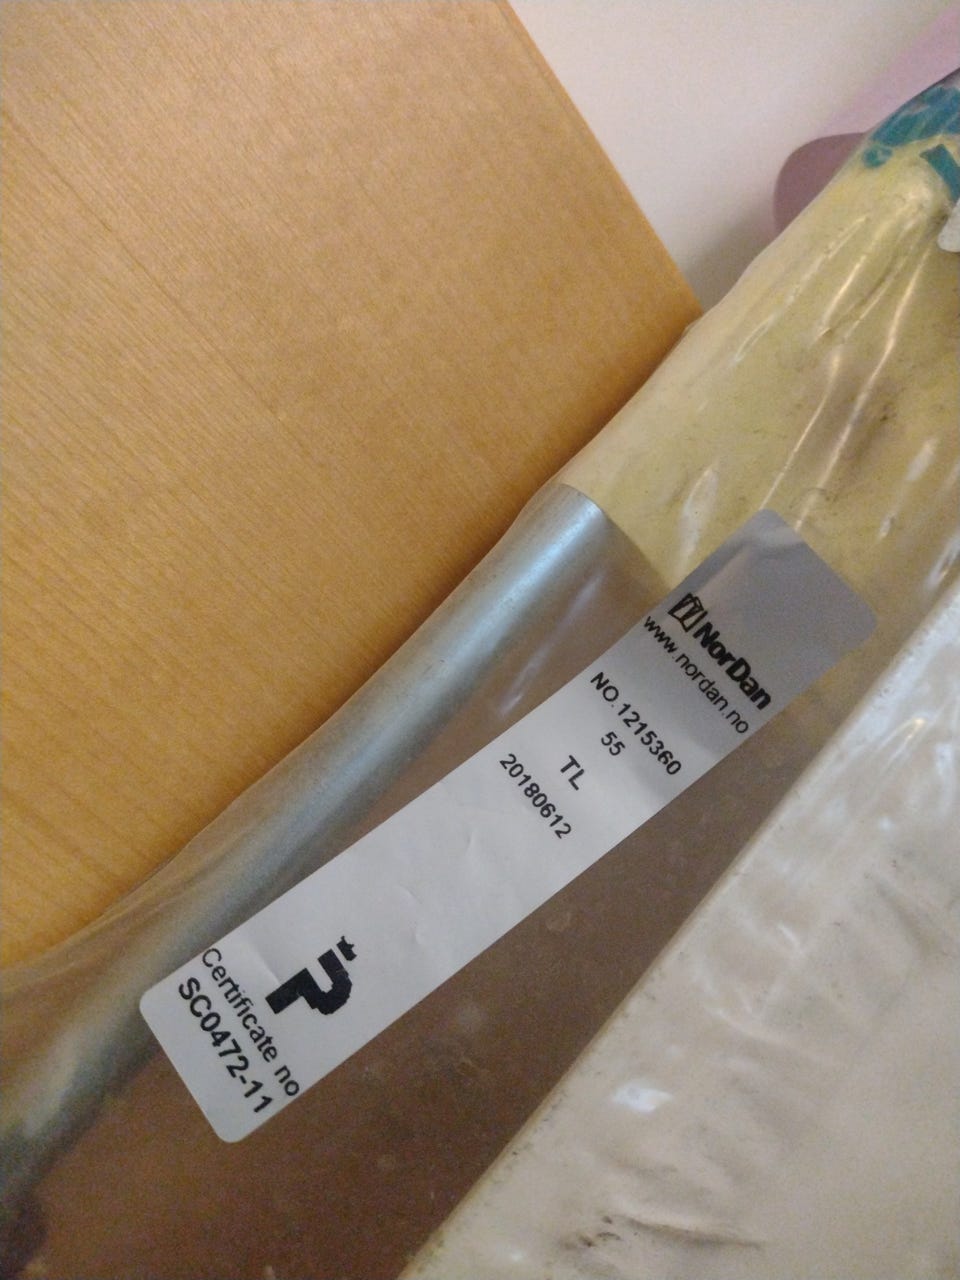 NorDan
www.nordan.no
NO.1215360
55
TL
20180612
P
Certificate no
SC0472-11